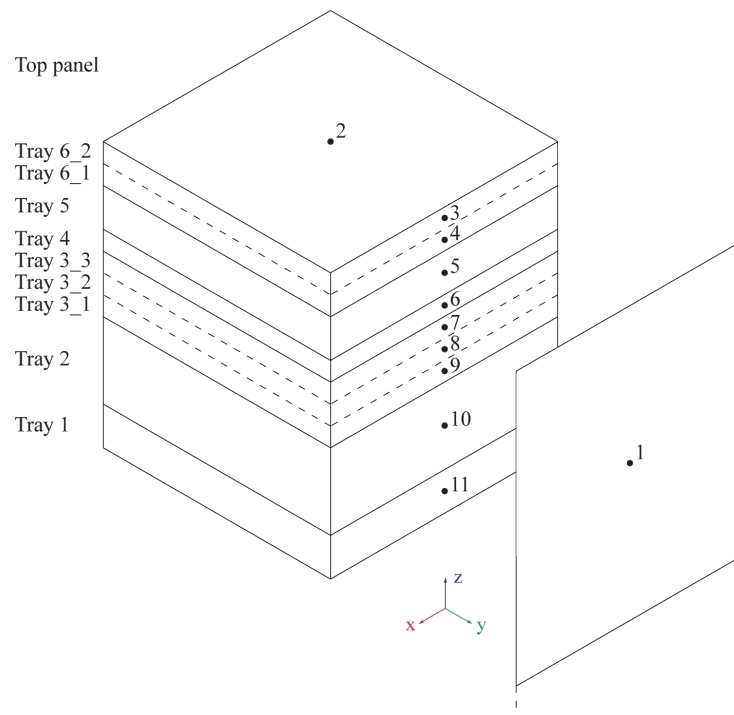 Top panel
2
Tray 6_2
Tray 6_1
Tray 5
Tray 4
Tray 3_3
Tray 3_2
Tray 3_1
Tray 2
Tray 1
3
4
5
6
7
8
9
10
11
1
z
x
y